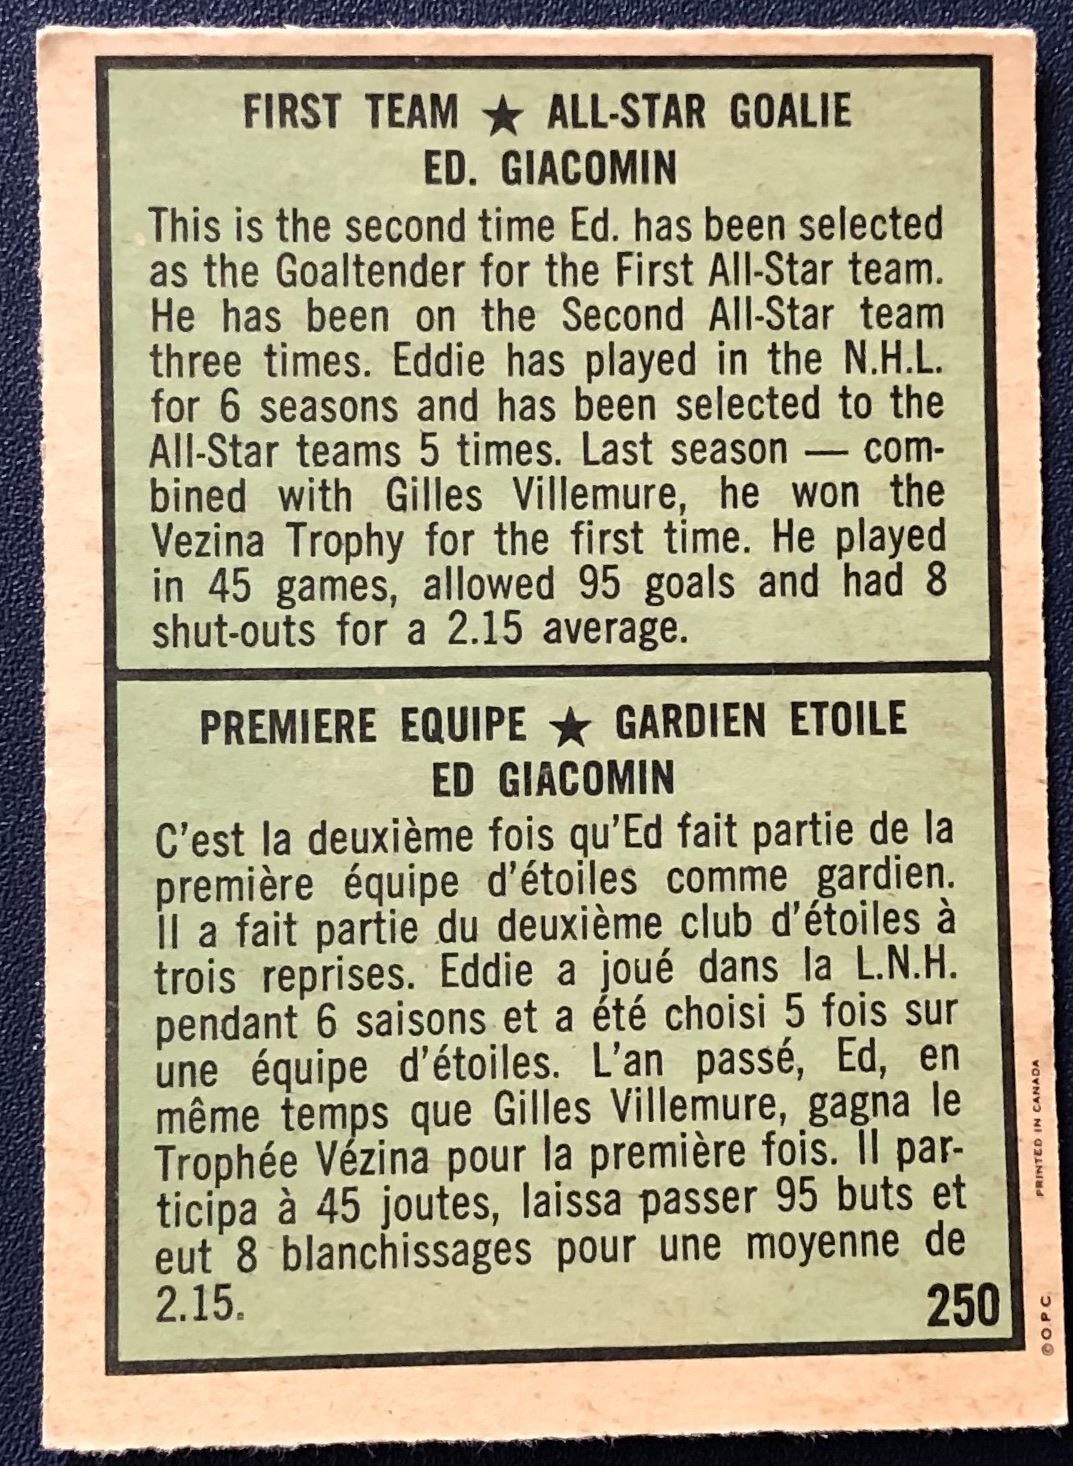 FIRST TEAM ★ ALL-STAR GOALIE
ED. GIACOMIN
This is the second time Ed. has been selected
as the Goaltender for the First All-Star team.
He has been on the Second All-Star team
three times. Eddie has played in the N.H.L.
for 6 seasons and has been selected to the
All-Star teams 5 times. Last season — com-
bined with Gilles Villemure, he won the
Vezina Trophy for the first time. He played
in 45 games, allowed 95 goals and had 8
shut-outs for a 2.15 average.
PREMIERE EQUIPE ★ GARDIEN ETOILE
ED GIACOMIN
C'est la deuxième fois qu'Ed fait partie de la
première équipe d'étoiles comme gardien.
Il a fait partie du deuxième club d'étoiles à
trois reprises. Eddie a joué dans la L.N.H.
pendant 6 saisons et a été choisi 5 fois sur
une équipe d'étoiles. L'an passé, Ed, en
même temps que Gilles Villemure, gagna le
Trophée Vézina pour la première fois. Il par-
ticipa à 45 joutes, laissa passer 95 buts et
eut 8 blanchissages pour une moyenne de
2.15.
250
©O.P.C. PRINTED IN CANADA